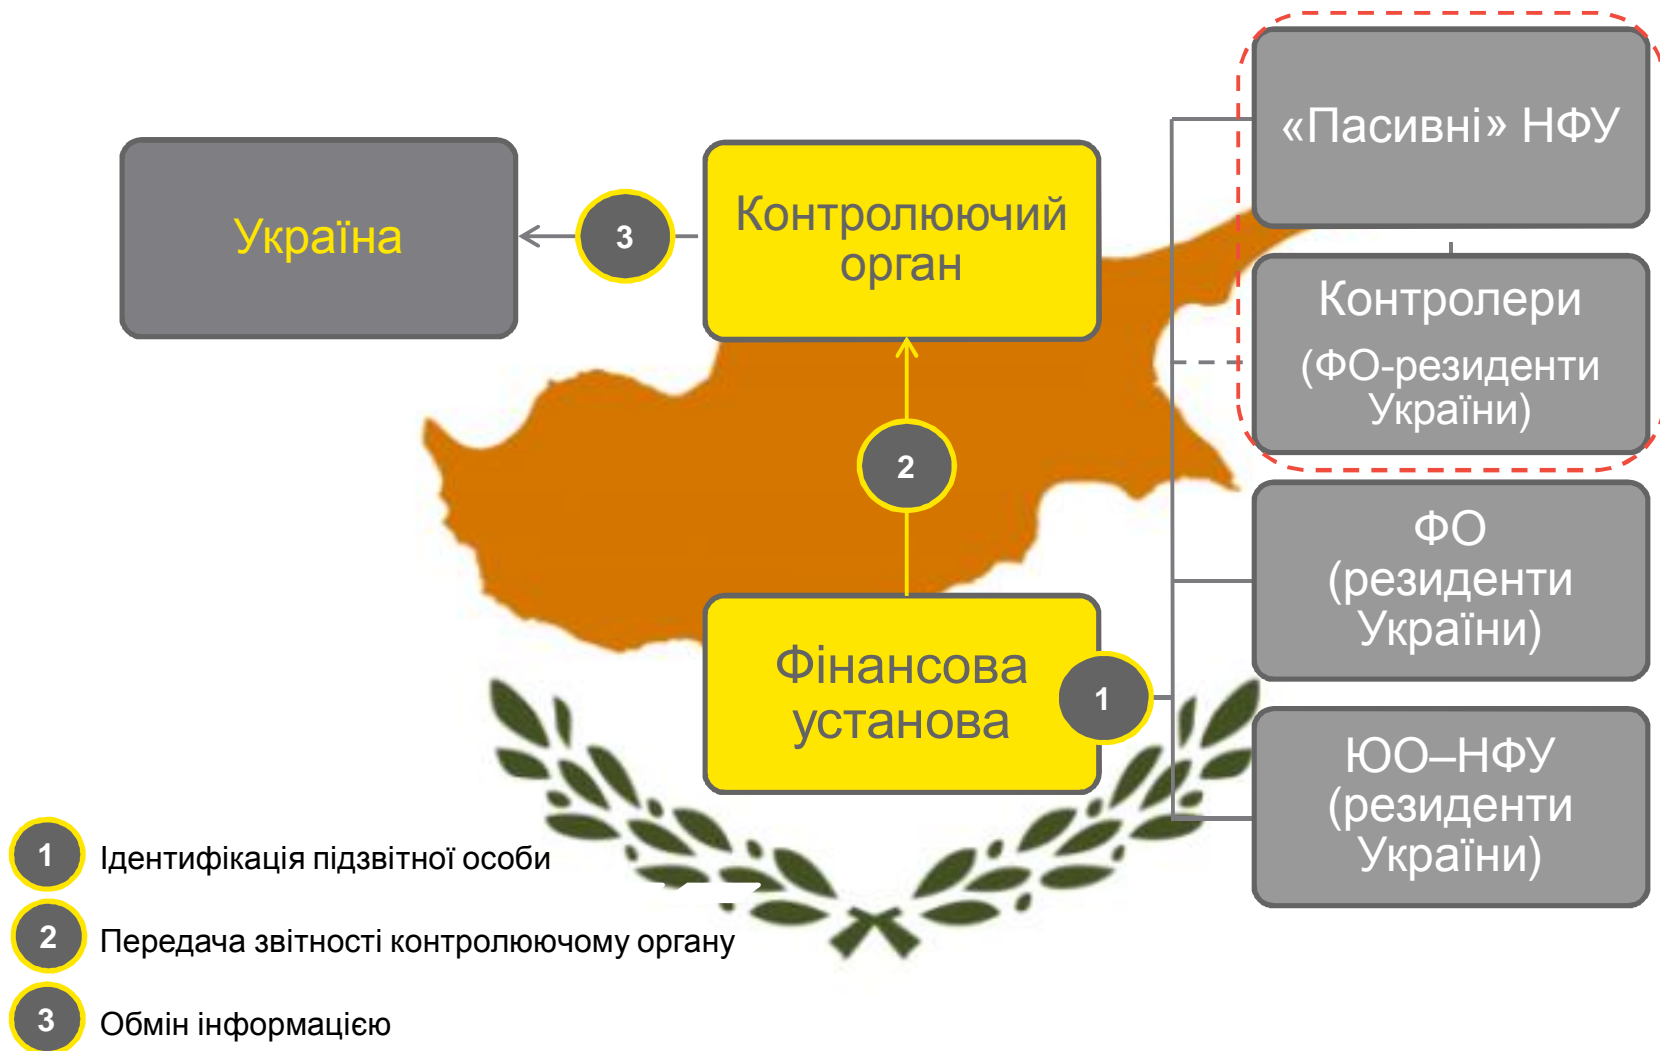 «Пасивні» НФУ
Україна
3
Контролюючий
орган
Контролери
(ФО-резиденти
України)
2
ФО
(резиденти
України)
Фінансова
установа
1
ЮО–НФУ
(резиденти
України)
1 Ідентифікація підзвітної особи
2 Передача звітності контролюючому органу
3 Обмін інформацією